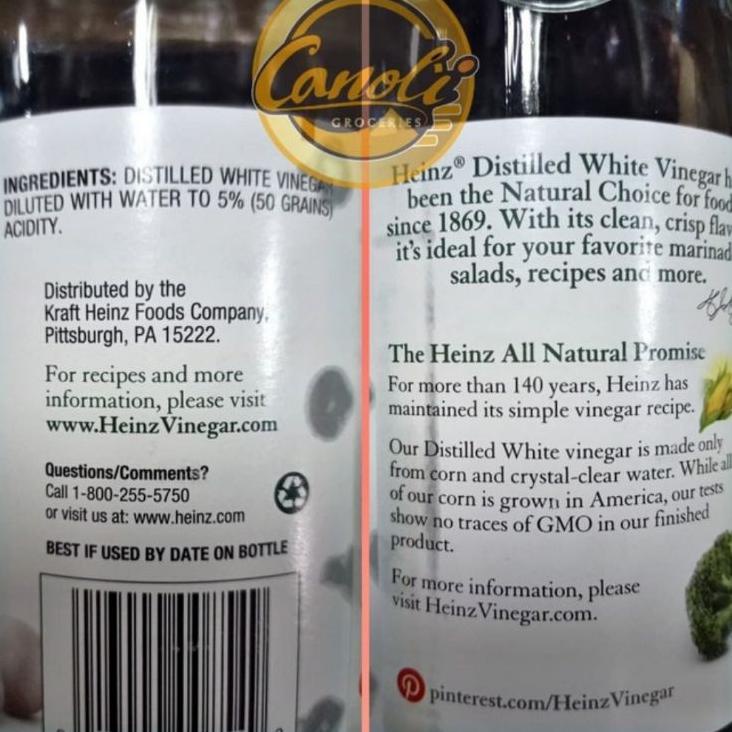 Canoli
GROCERIES
INGREDIENTS: DISTILLED WHITE VINEGAR
DILUTED WITH WATER TO 5% (50 GRAINS)
ACIDITY.
Distributed by the
Kraft Heinz Foods Company,
Pittsburgh, PA 15222.
For recipes and more
information, please visit
www.HeinzVinegar.com
Questions/Comments?
Call 1-800-255-5750
or visit us at: www.heinz.com
BEST IF USED BY DATE ON BOTTLE
Heinz® Distilled White Vinegar h
been the Natural Choice for food
since 1869. With its clean, crisp flav
it's ideal for your favorite marinad
salads, recipes and more.
The Heinz All Natural Promise
For more than 140 years, Heinz has
maintained its simple vinegar recipe.
Our Distilled White vinegar is made only
from corn and crystal-clear water. While all
of our corn is grown in America, our tests
show no traces of GMO in our finished
product.
For more information, please
visit HeinzVinegar.com.
pinterest.com/HeinzVinegar